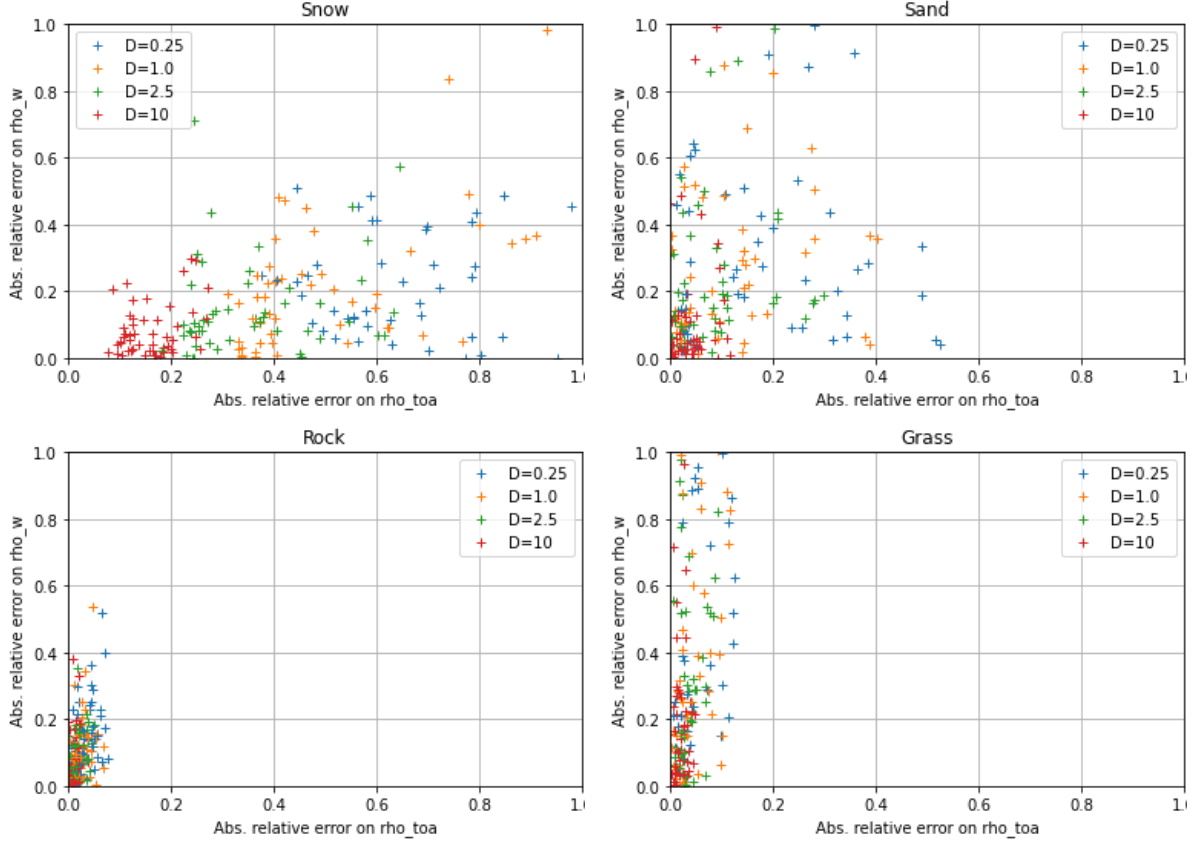 Snow
1.0
0.8
0.6
0.4
0.2
0.0
Abs. relative error on rho_w
D=0.25
D=1.0
D=2.5
D=10
0.0 0.2 0.4 0.6 0.8 1.
Abs. relative error on rho_toa
Sand
1.0
0.8
0.6
0.4
0.2
0.0
Abs. relative error on rho_w
D=0.25
D=1.0
D=2.5
D=10
0.0 0.2 0.4 0.6 0.8 1.
Abs. relative error on rho_toa
Rock
1.0
0.8
0.6
0.4
0.2
0.0
Abs. relative error on rho_w
D=0.25
D=1.0
D=2.5
D=10
0.0 0.2 0.4 0.6 0.8 1.
Abs. relative error on rho_toa
Grass
1.0
0.8
0.6
0.4
0.2
0.0
Abs. relative error on rho_w
D=0.25
D=1.0
D=2.5
D=10
0.0 0.2 0.4 0.6 0.8 1.
Abs. relative error on rho_toa